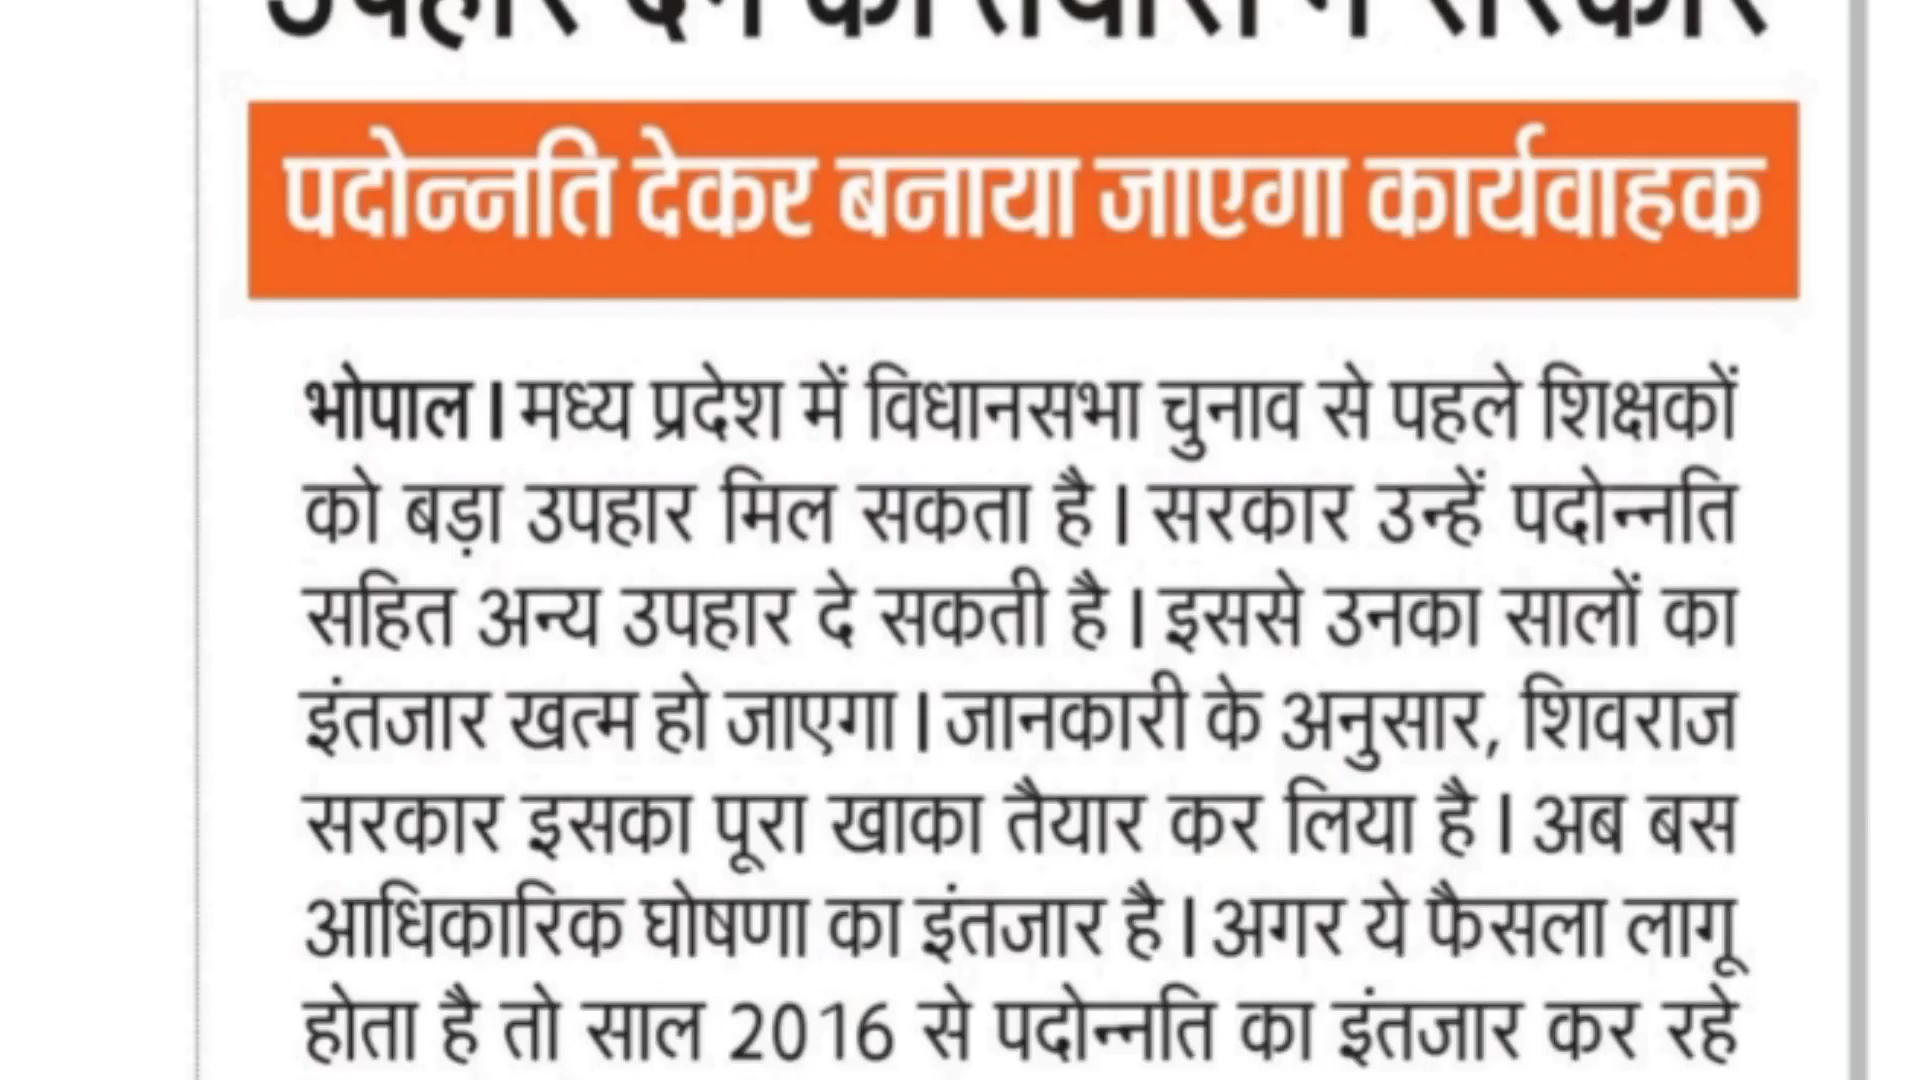 उपहार देने की तैयारी में सरकार
पदोन्नति देकर बनाया जाएगा कार्यवाहक
भोपाल। मध्य प्रदेश में विधानसभा चुनाव से पहले शिक्षकों
को बड़ा उपहार मिल सकता है। सरकार उन्हें पदोन्नति
सहित अन्य उपहार दे सकती है। इससे उनका सालों का
इंतजार खत्म हो जाएगा। जानकारी के अनुसार, शिवराज
सरकार इसका पूरा खाका तैयार कर लिया है। अब बस
आधिकारिक घोषणा का इंतजार है। अगर ये फैसला लागू
होता है तो साल 2016 से पदोन्नति का इंतजार कर रहे